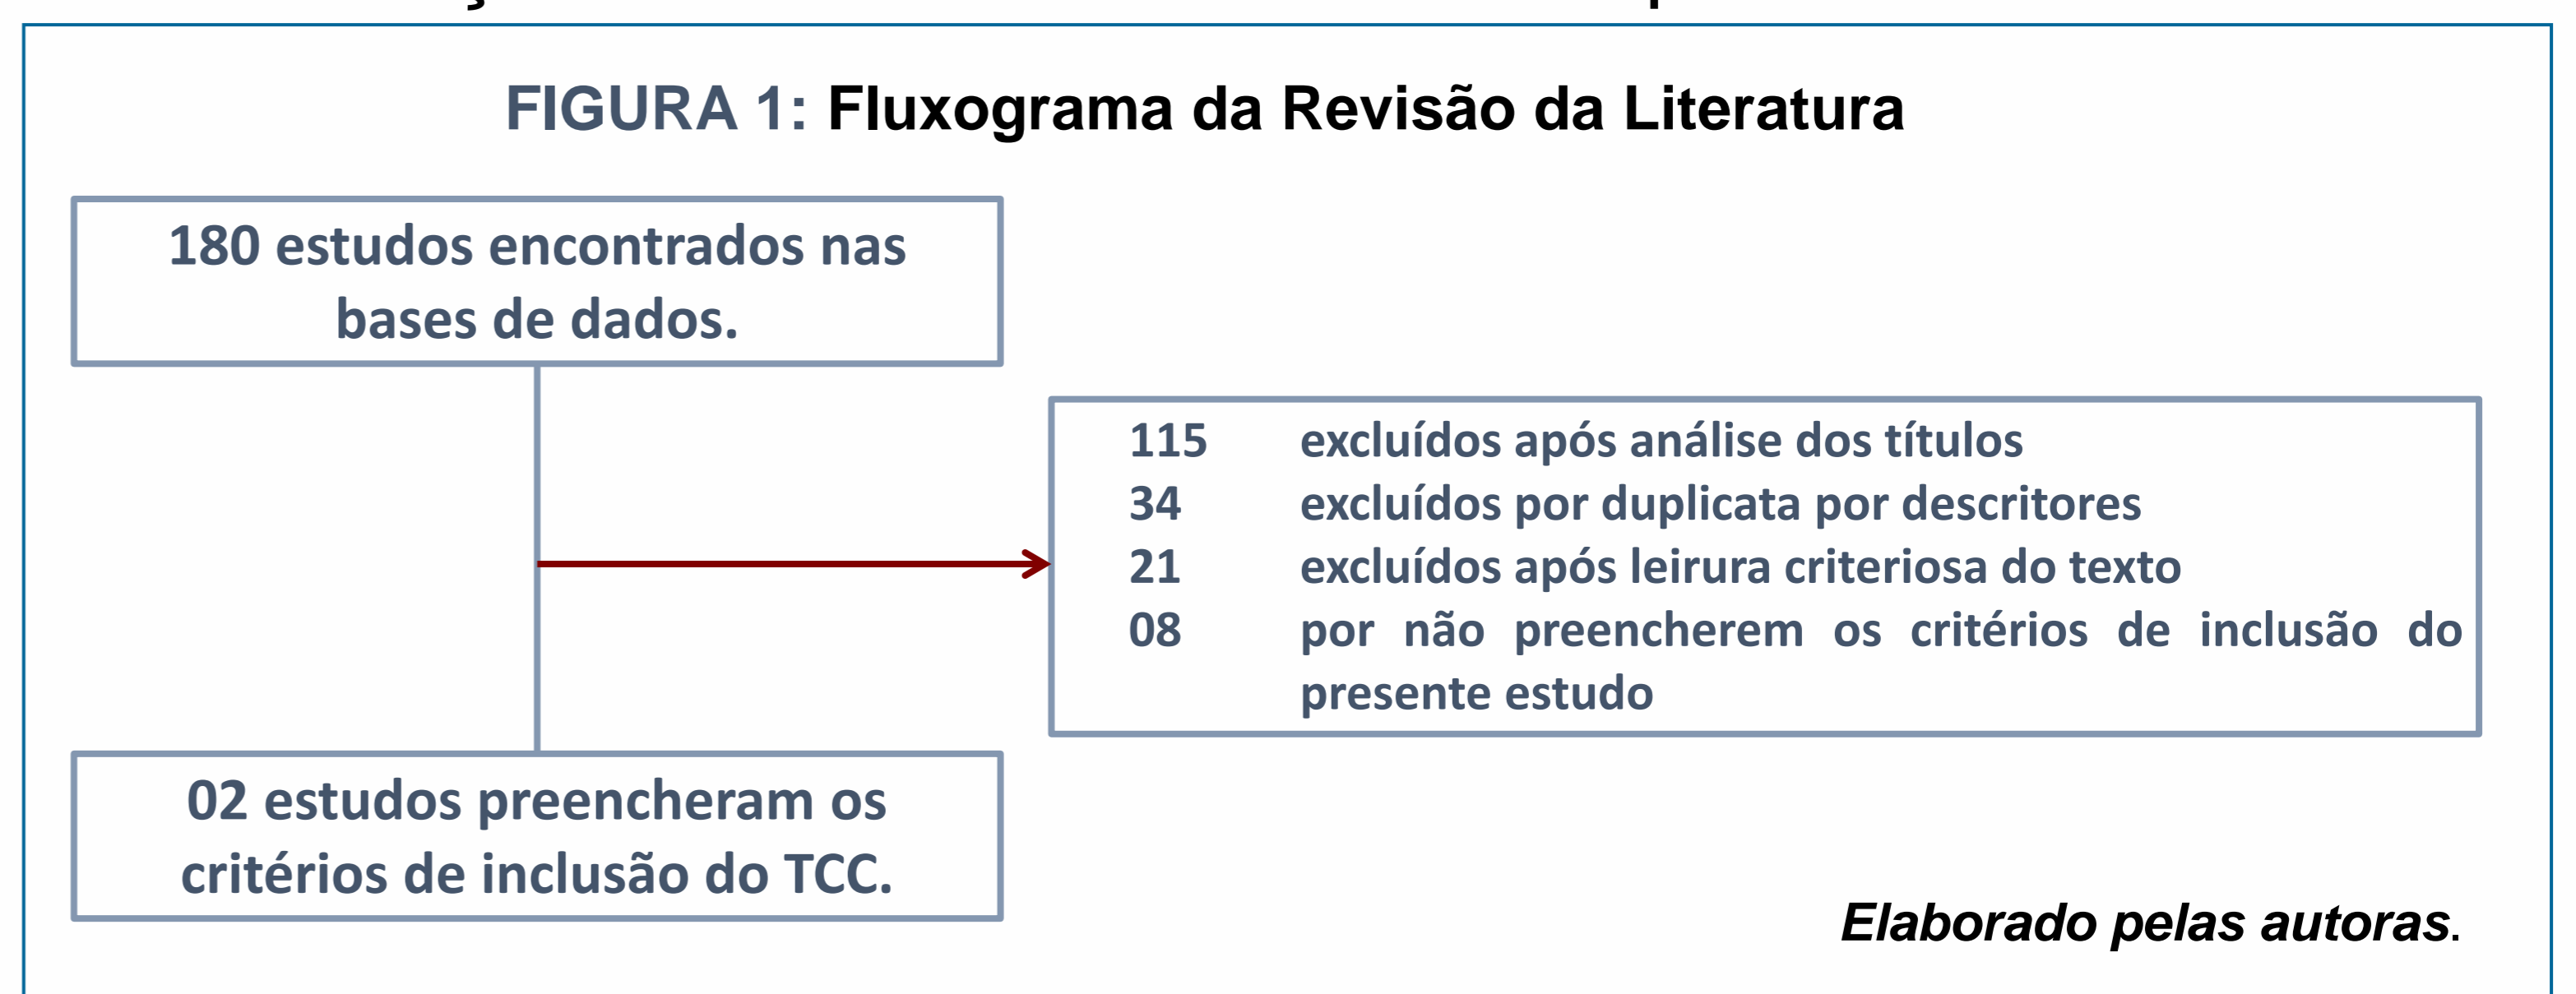 FIGURA 1: Fluxograma da Revisão da Literatura
180 estudos encontrados nas
bases de dados.
115 excluídos após análise dos títulos
34 excluídos por duplicata por descritores
21 excluídos após leirura criteriosa do texto
08 por não preencherem os critérios de inclusão do
presente estudo
02 estudos preencheram os
critérios de inclusão do TCC.
Elaborado pelas autoras.